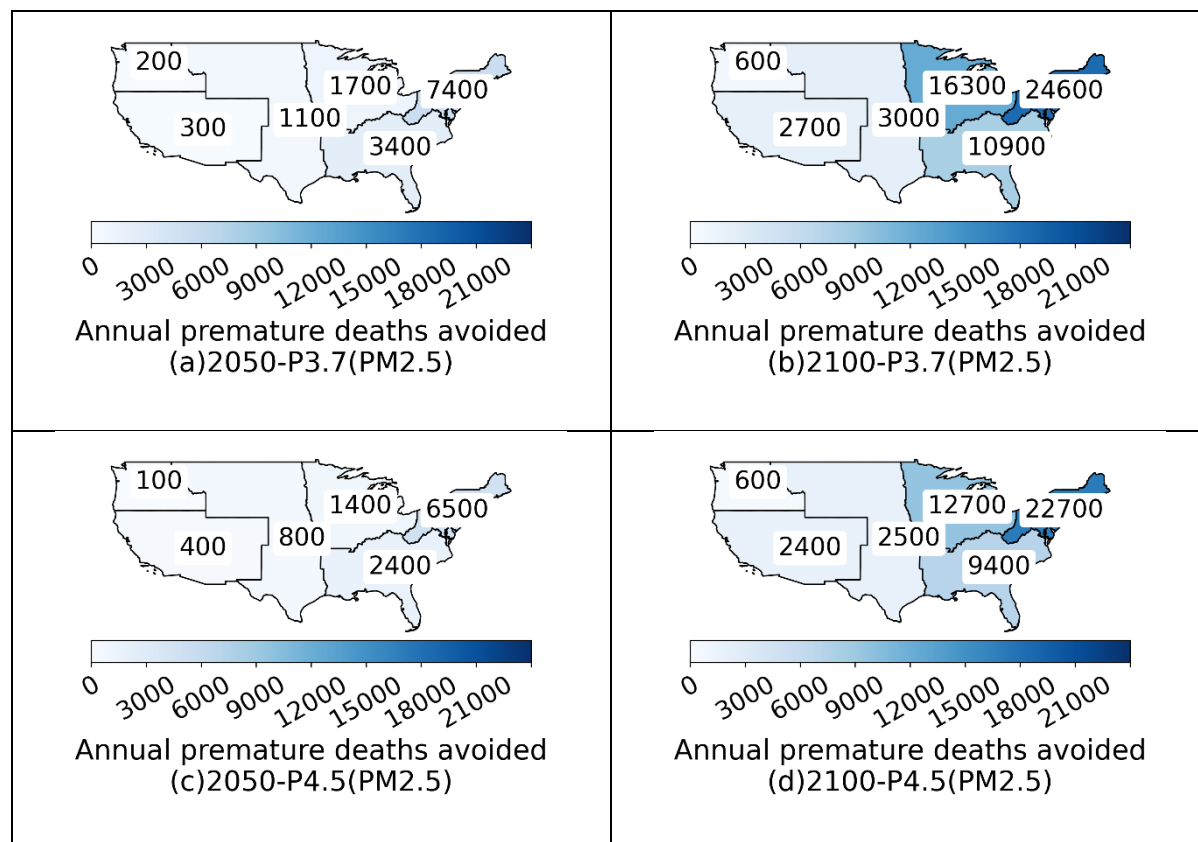 200
1700
7400
300
1100
3400
0 3000 6000 9000 12000 15000 18000 21000
Annual premature deaths avoided
(a)2050-P3.7(PM2.5)
600
16300
24600
2700
3000
10900
0 3000 6000 9000 12000 15000 18000 21000
Annual premature deaths avoided
(b)2100-P3.7(PM2.5)
100
1400
6500
400
800
2400
0 3000 6000 9000 12000 15000 18000 21000
Annual premature deaths avoided
(c)2050-P4.5(PM2.5)
600
12700
22700
2400
2500
9400
0 3000 6000 9000 12000 15000 18000 21000
Annual premature deaths avoided
(d)2100-P4.5(PM2.5)